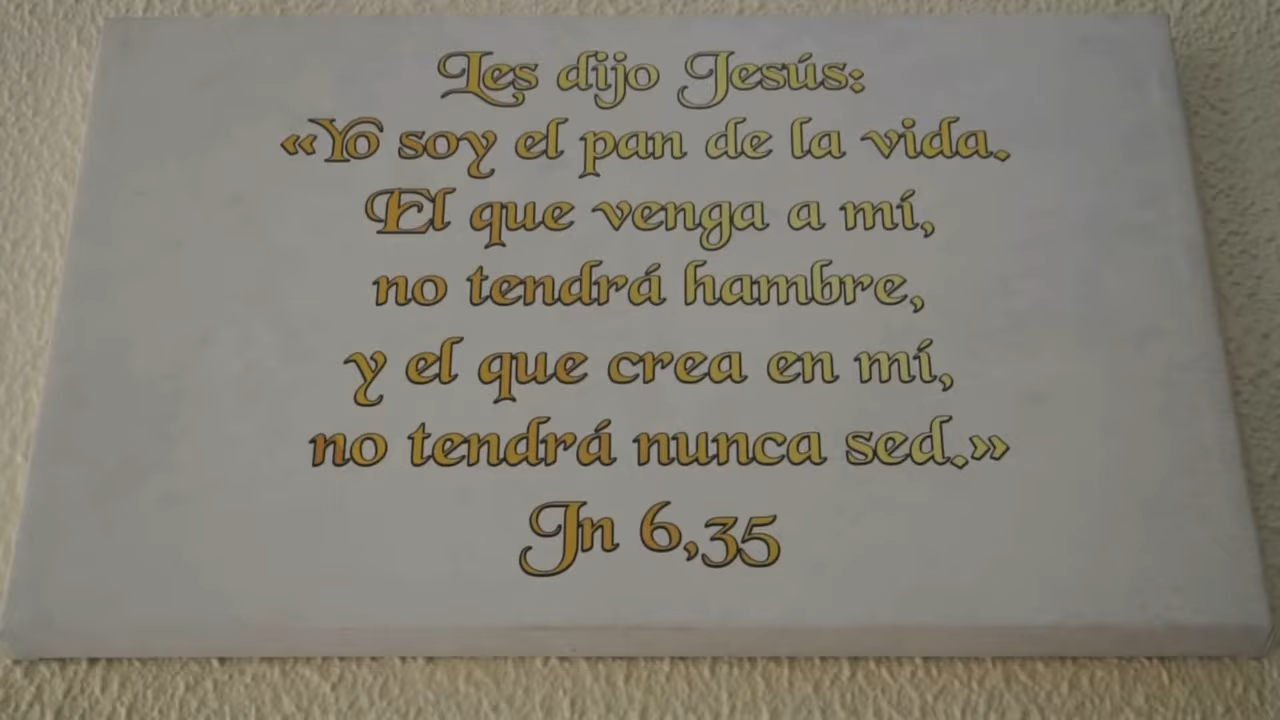 Les dijo Jesús:
«Yo soy el pan de la vida.
El que venga a mí,
no tendrá hambre,
y el que crea en mí,
no tendrá nunca sed.»
Jn 6,35